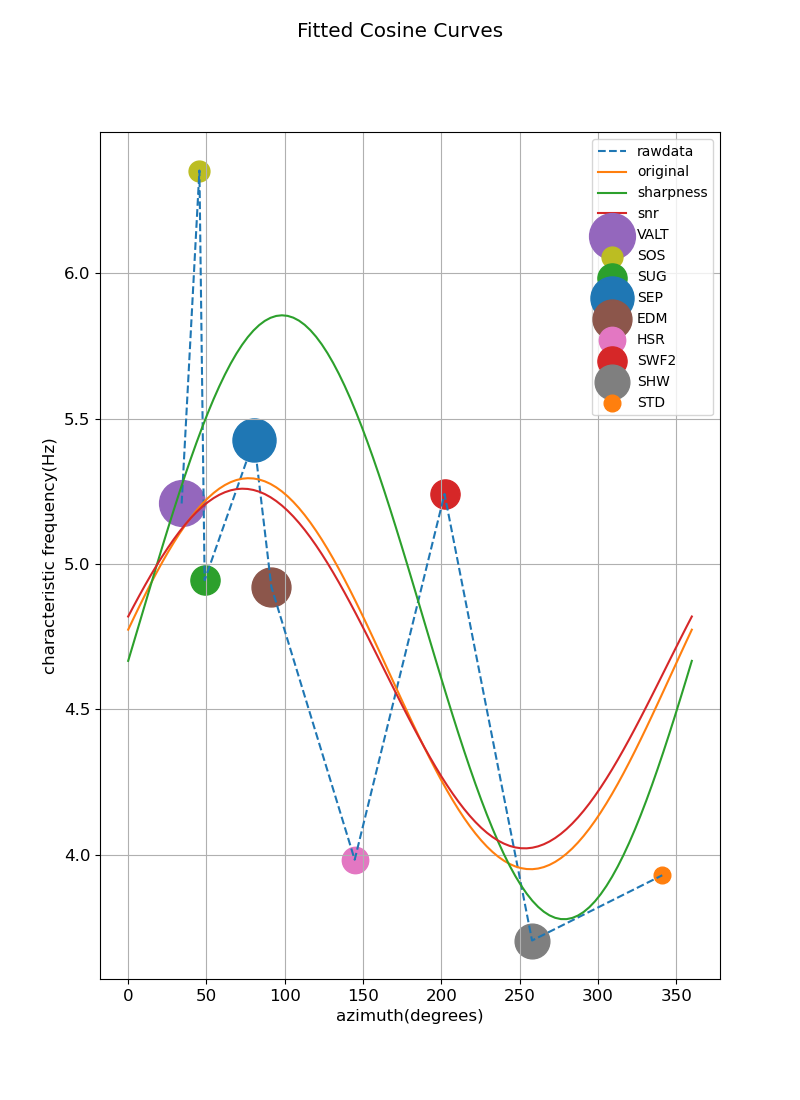 Fitted Cosine Curves
rawdata
original
sharpness
snr
VALT
SOS
SUG
SEP
EDM
HSR
SWF2
SHW
STD
6.0
5.5
5.0
4.5
4.0
characteristic frequency(Hz)
0 50 100 150 200 250 300 350
azimuth(degrees)